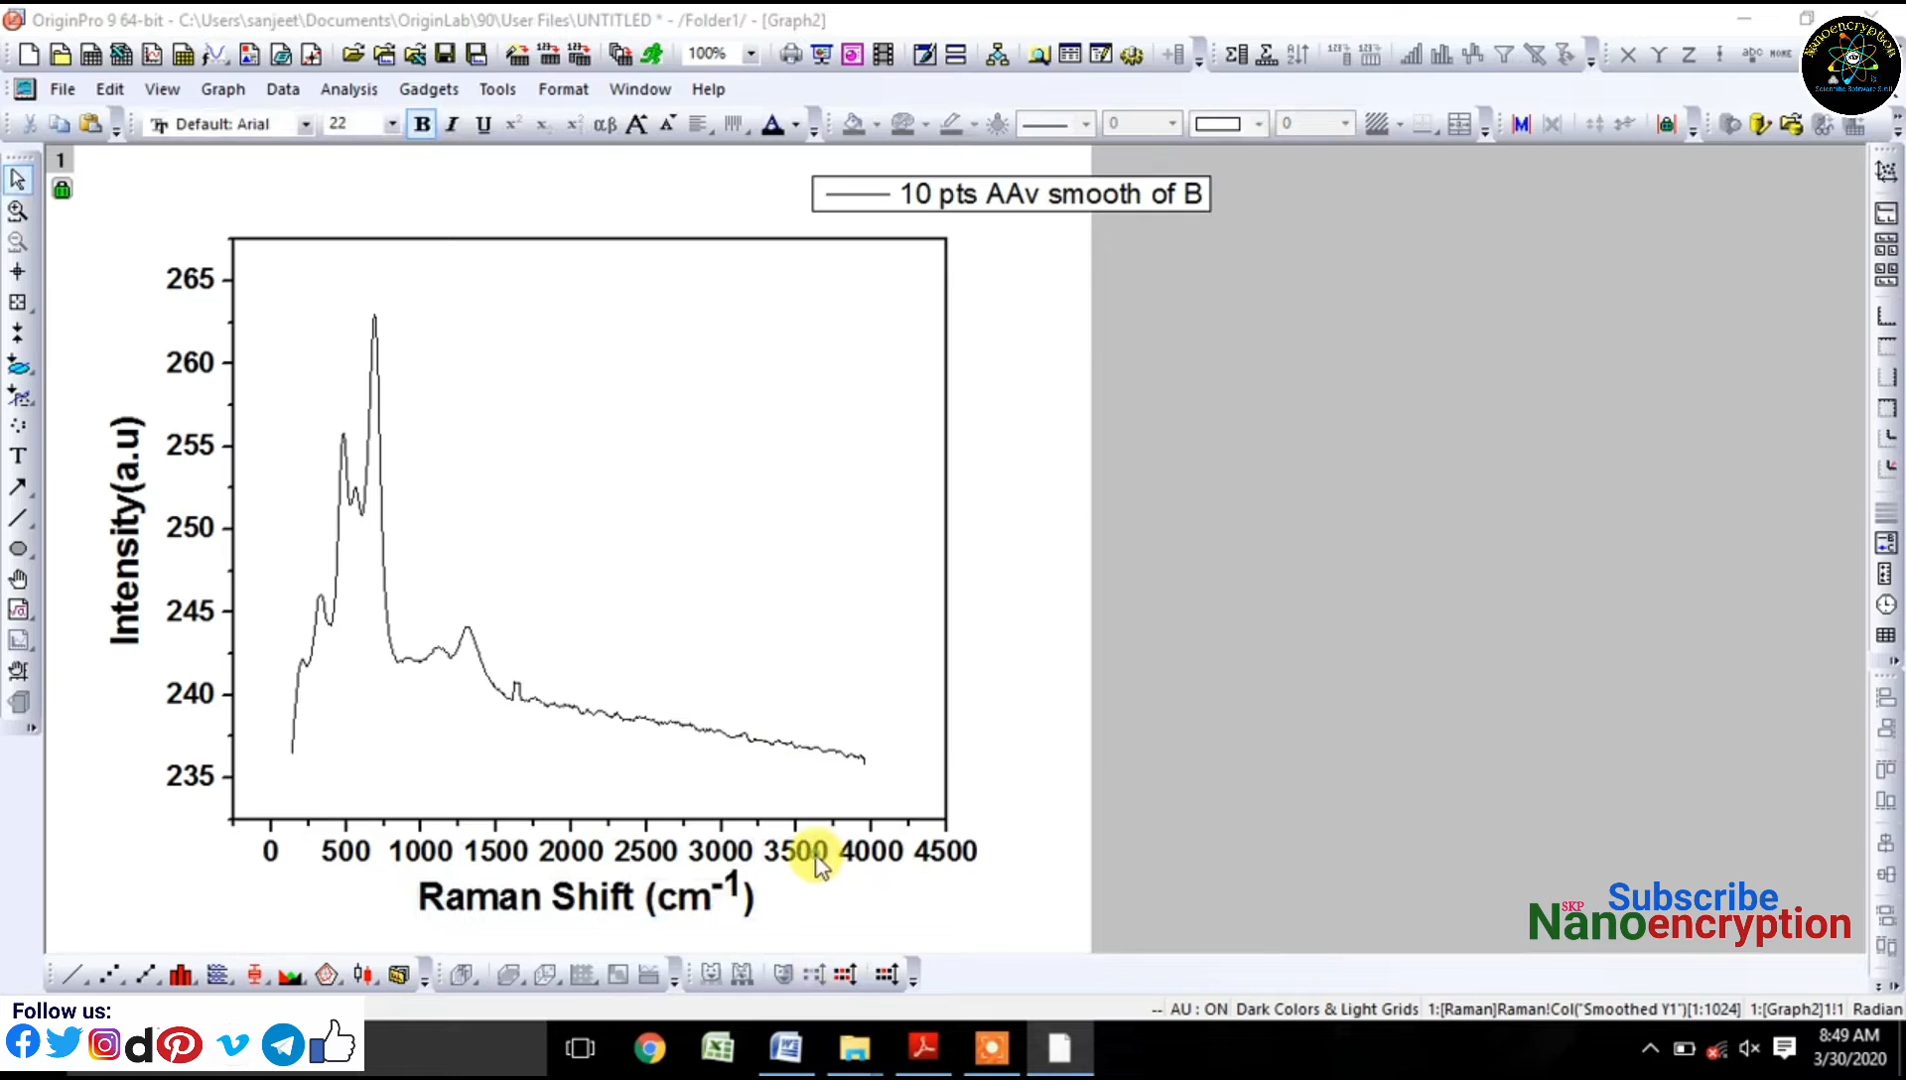 OriginPro 9 64-bit - C:\Users\sanjeet\Documents\OriginLab\90\User Files\UNTITLED * - /Folder1/ - [Graph2]
100%
X Y Z
Nanoencryption
File Edit View Graph Data Analysis Gadgets Tools Format Window Help
Default: Arial 22 B I U 0 0
1
10 pts AAv smooth of B
265
260
255
250
245
240
235
Intensity(a.u)
0 500 1000 1500 2000 2500 3000 3500 4000 4500
Raman Shift (cm⁻¹)
Subscribe
SKP
Nanoencryption
Follow us:
-- AU : ON Dark Colors & Light Grids 1:[Raman]Raman!Col("Smoothed Y1")[1:1024] 1:[Graph2]1!1 Radian
8:49 AM
3/30/2020